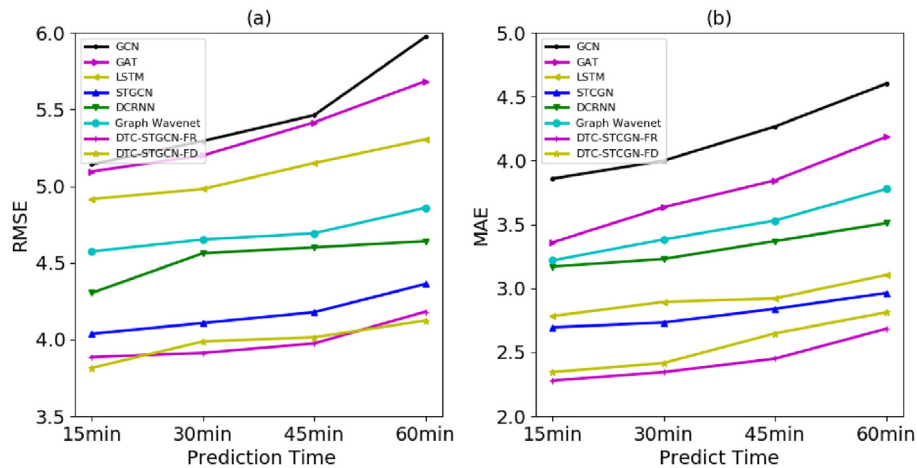 (a)
6.0
5.5
5.0
4.5
4.0
3.5
RMSE
GCN
GAT
LSTM
STGCN
DCRNN
Graph Wavenet
DTC-STGCN-FR
DTC-STGCN-FD
15min 30min 45min 60min
Prediction Time
(b)
5.0
4.5
4.0
3.5
3.0
2.5
2.0
MAE
GCN
GAT
LSTM
STCGN
DCRNN
Graph Wavenet
DTC-STCGN-FR
DTC-STCGN-FD
15min 30min 45min 60min
Predict Time